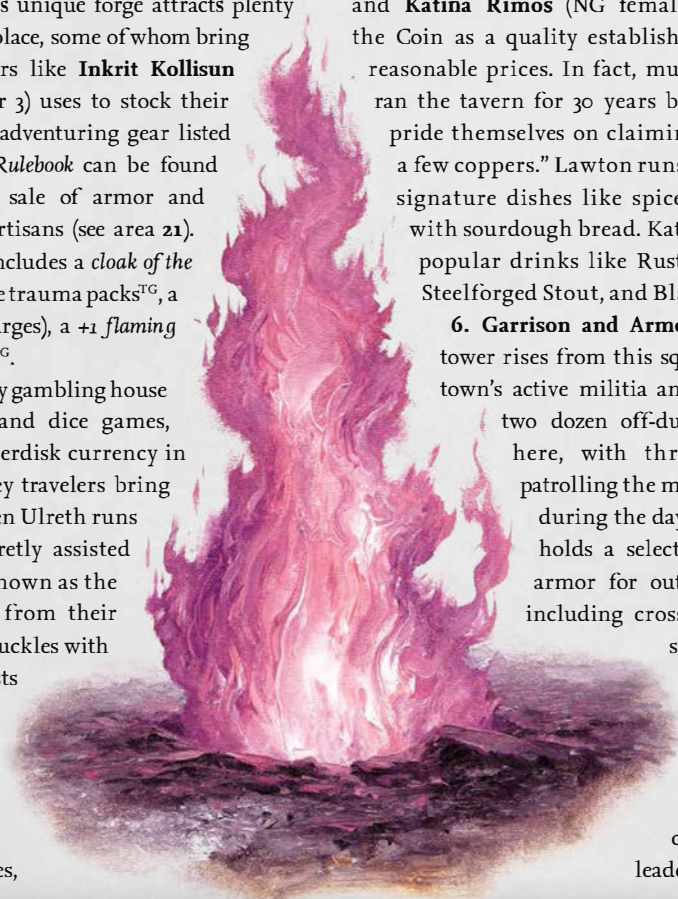 s unique forge attracts plenty
place, some of whom bring
rs like Inkrit Kollisun
r 3) uses to stock their
adventuring gear listed
Rulebook can be found
sale of armor and
rtisans (see area 21).
ncludes a cloak of the
e trauma packsTG, a
arges), a +1 flaming
G.
y gambling house
and dice games,
erdisk currency in
ey travelers bring
en Ulreth runs
retly assisted
nown as the
from their
uckles with
sts
es,
and Katina Rimos (NG femal
the Coin as a quality establish
reasonable prices. In fact, mu
ran the tavern for 30 years b
pride themselves on claimin
a few coppers.” Lawton runs
signature dishes like spice
with sourdough bread. Kat
popular drinks like Rust
Steelforged Stout, and Bla
6. Garrison and Armo
tower rises from this sq
town’s active militia an
two dozen off-du
here, with thr
patrolling the m
during the day
holds a select
armor for out
including cross
s
c
leade